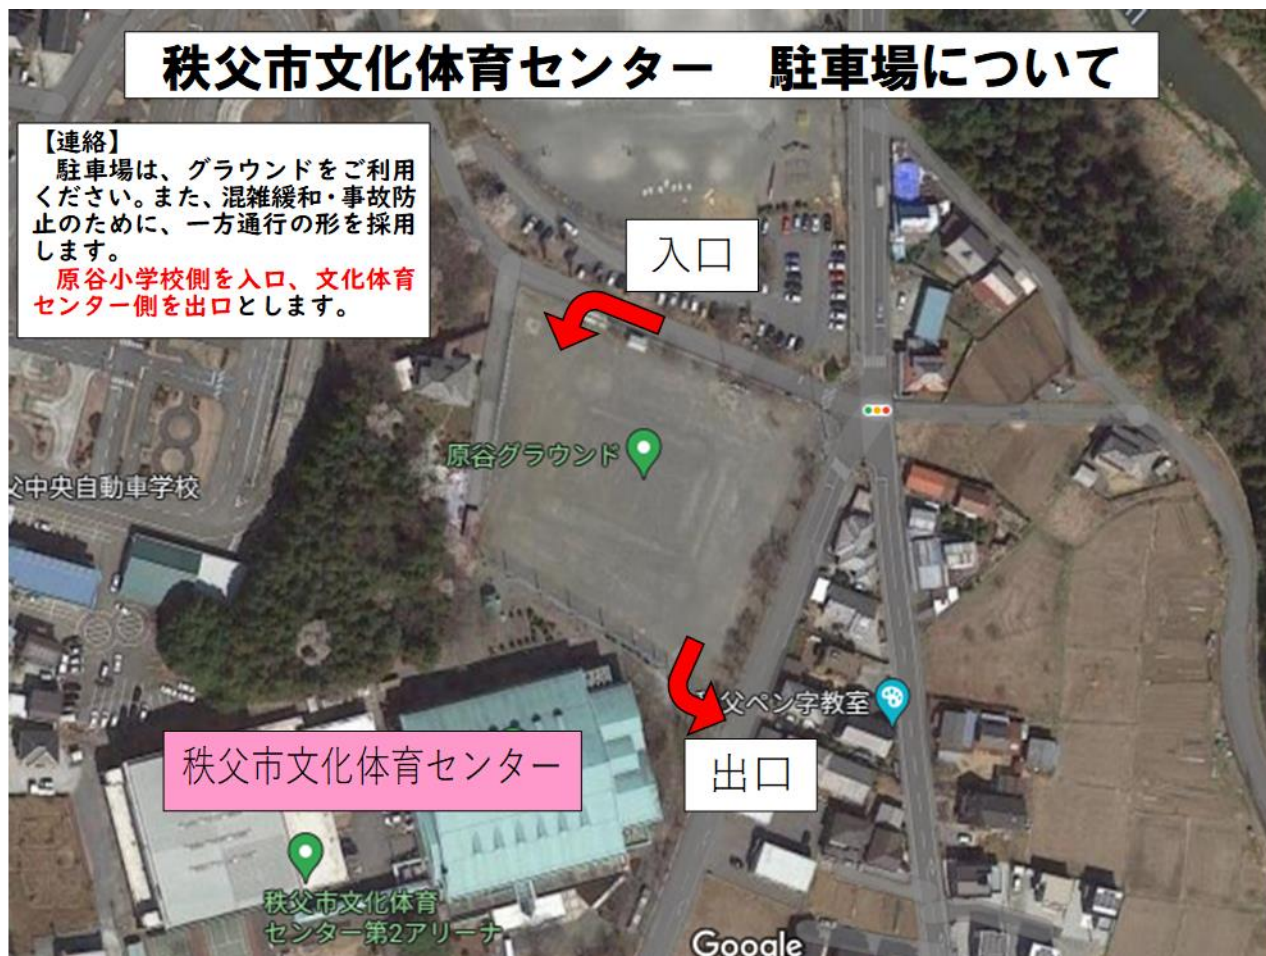 秩父市文化体育センター　駐車場について
【連絡】
　駐車場は、グラウンドをご利用
ください。また、混雑緩和・事故防
止のために、一方通行の形を採用
します。
　原谷小学校側を入口、文化体育
センター側を出口とします。
入口
原谷グラウンド
父中央自動車学校
父ペン字教室
秩父市文化体育センター
出口
秩父市文化体育
センター第2アリーナ
Google